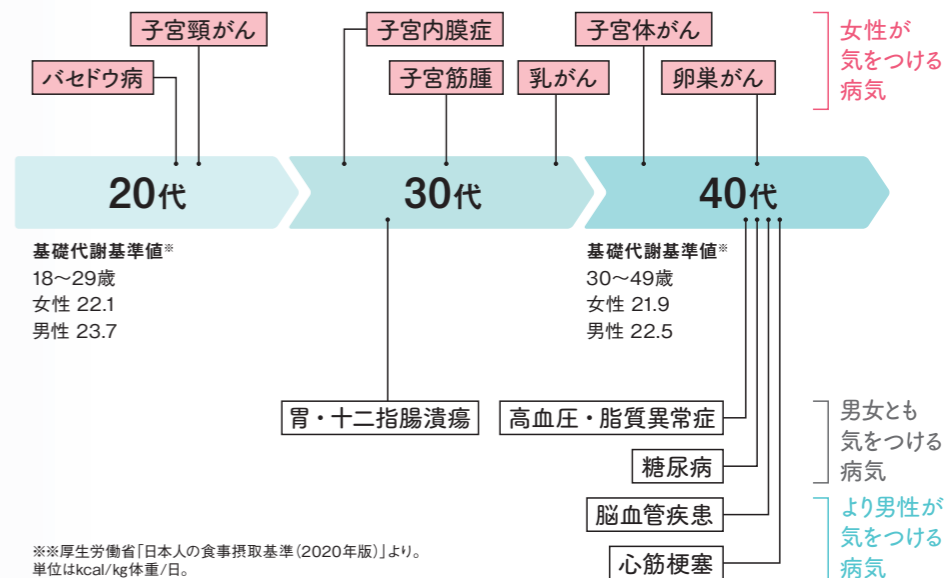 子宮頸がん
子宮内膜症
子宮体がん
バセドウ病
子宮筋腫
乳がん
卵巣がん
女性が
気をつける
病気
20代
30代
40代
基礎代謝基準値※
18〜29歳
女性 22.1
男性 23.7
基礎代謝基準値※
30〜49歳
女性 21.9
男性 22.5
胃・十二指腸潰瘍
高血圧・脂質異常症
糖尿病
男女とも
気をつける
病気
脳血管疾患
心筋梗塞
より男性が
気をつける
病気
※※厚生労働省「日本人の食事摂取基準(2020年版)」より。
単位はkcal/kg体重/日。